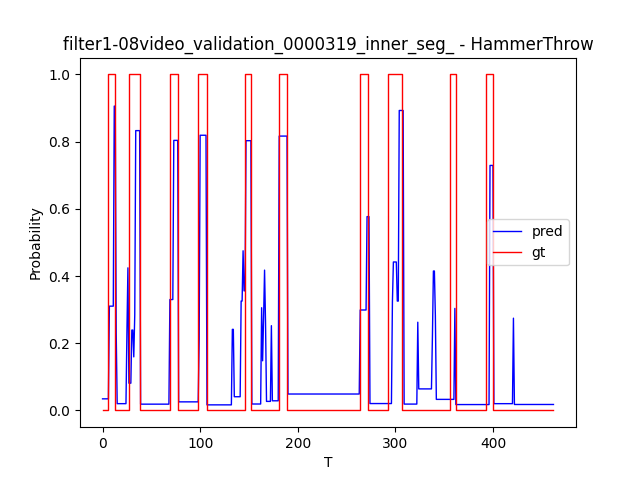 filter1-08video_validation_0000319_inner_seg_ - HammerThrow
1.0
0.8
0.6
0.4
0.2
0.0
Probability
pred
gt
0
100
200
300
400
T